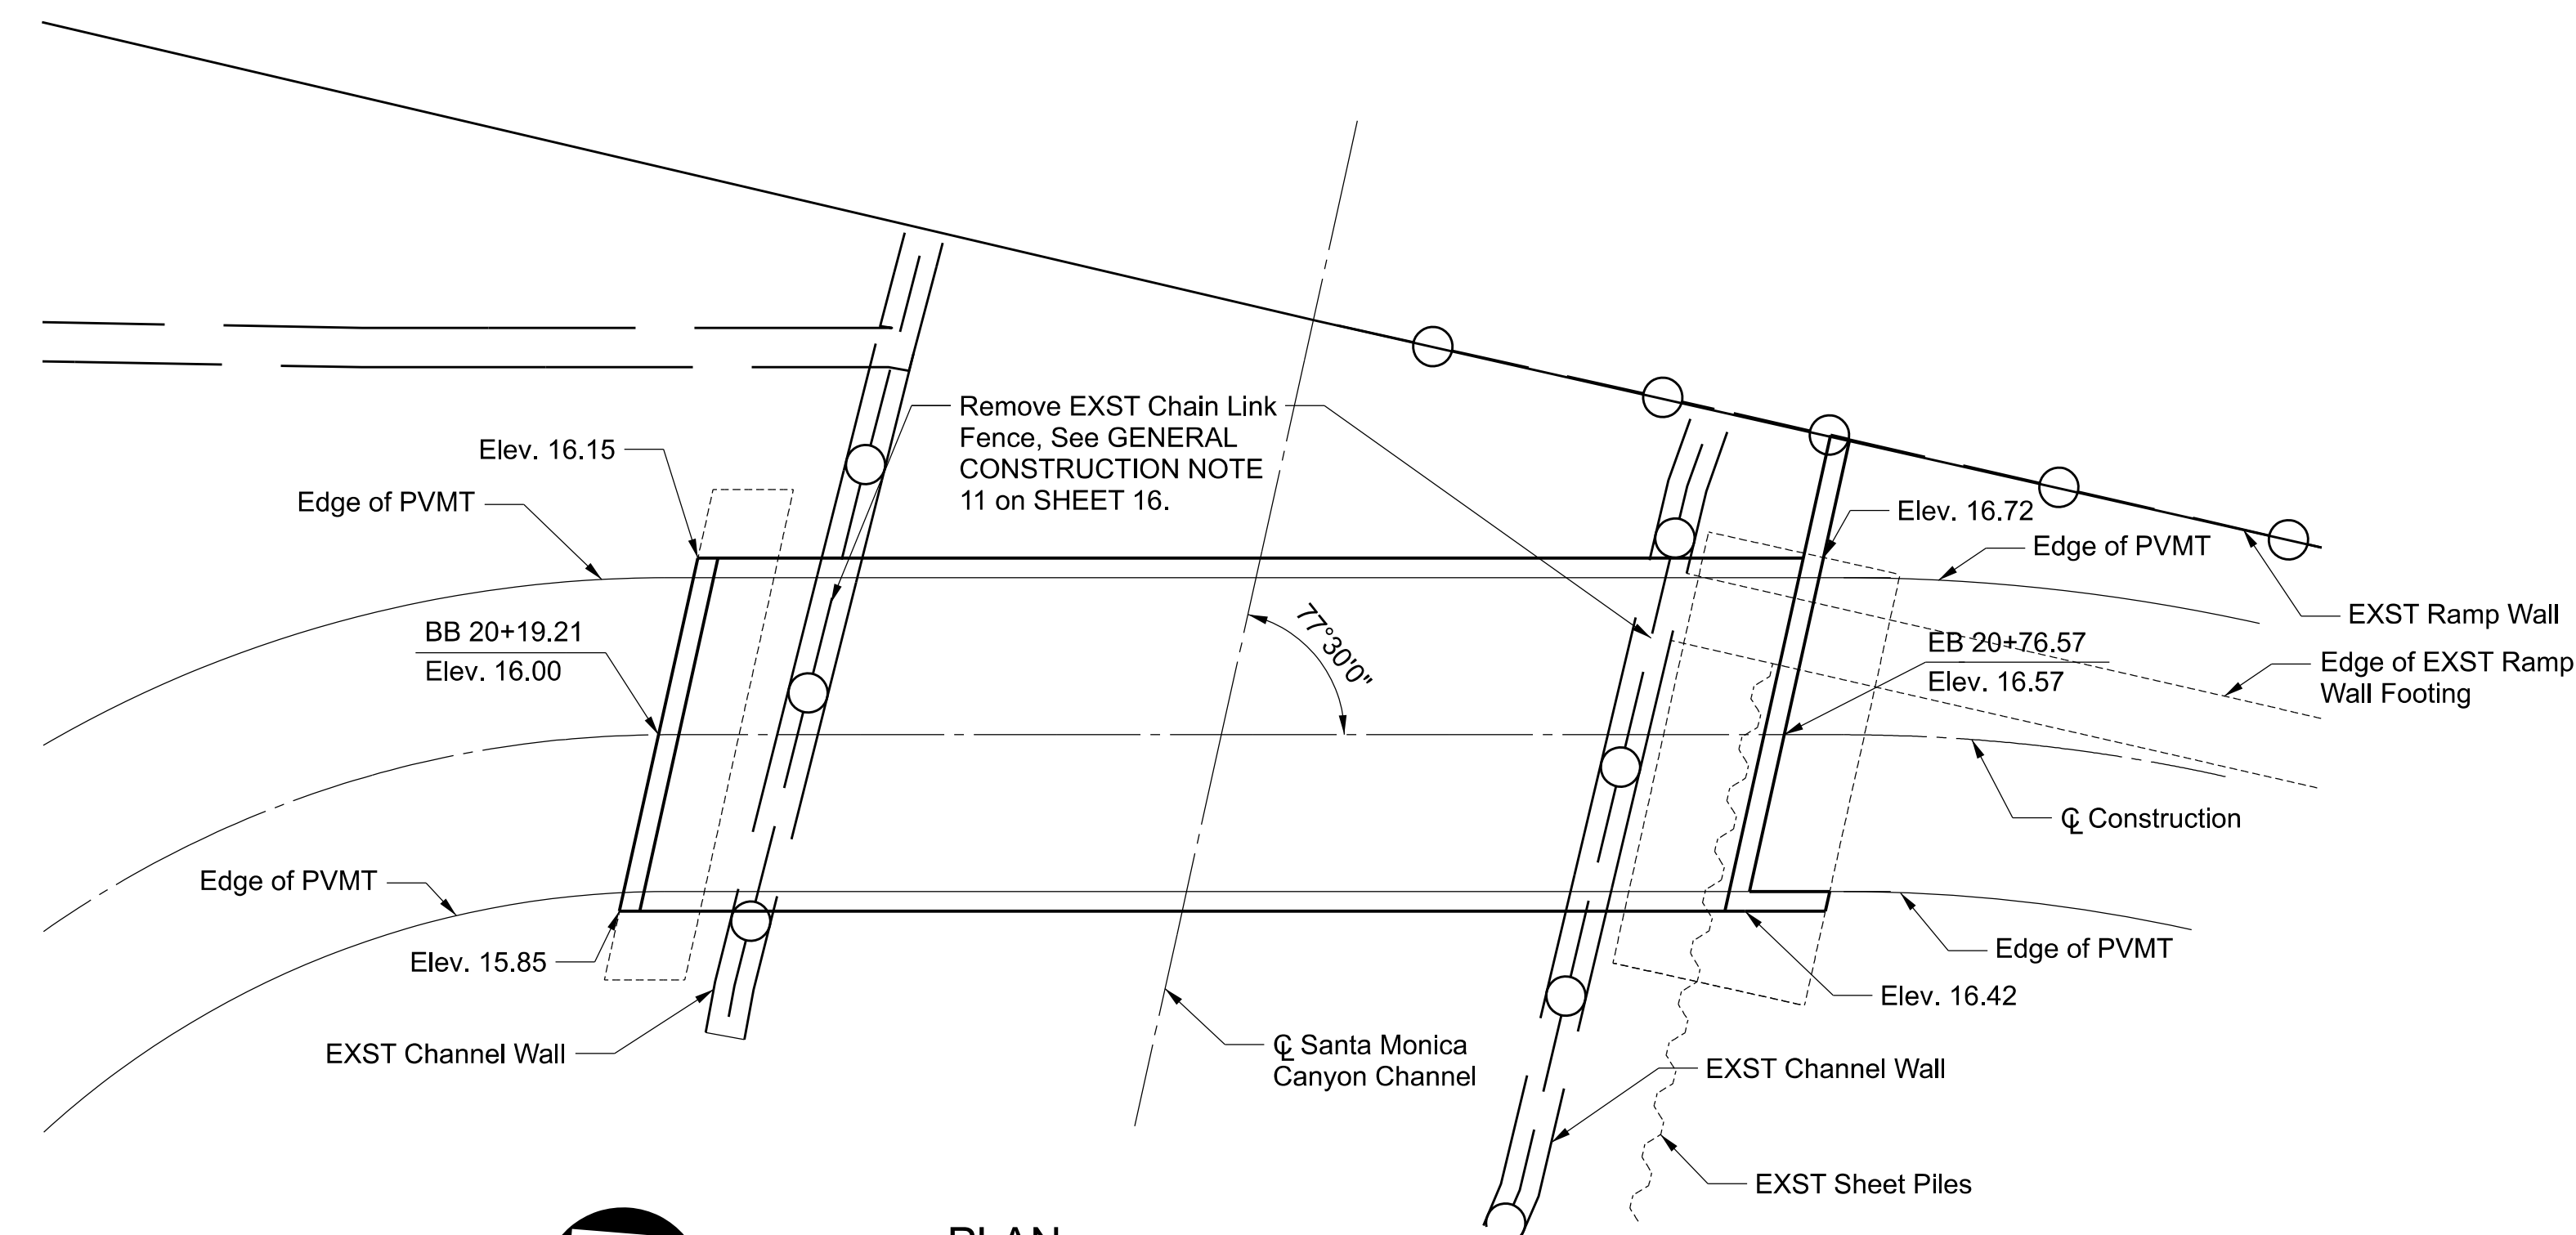 Remove EXST Chain Link
Fence, See GENERAL
CONSTRUCTION NOTE
11 on SHEET 16.
Elev. 16.15
Edge of PVMT
Elev. 16.72
Edge of PVMT
EXST Ramp Wall
BB 20+19.21
Elev. 16.00
77°30'0"
EB 20+76.57
Elev. 16.57
Edge of EXST Ramp
Wall Footing
℄ Construction
Edge of PVMT
Elev. 15.85
Edge of PVMT
Elev. 16.42
EXST Channel Wall
℄ Santa Monica
Canyon Channel
EXST Channel Wall
EXST Sheet Piles
PLAN